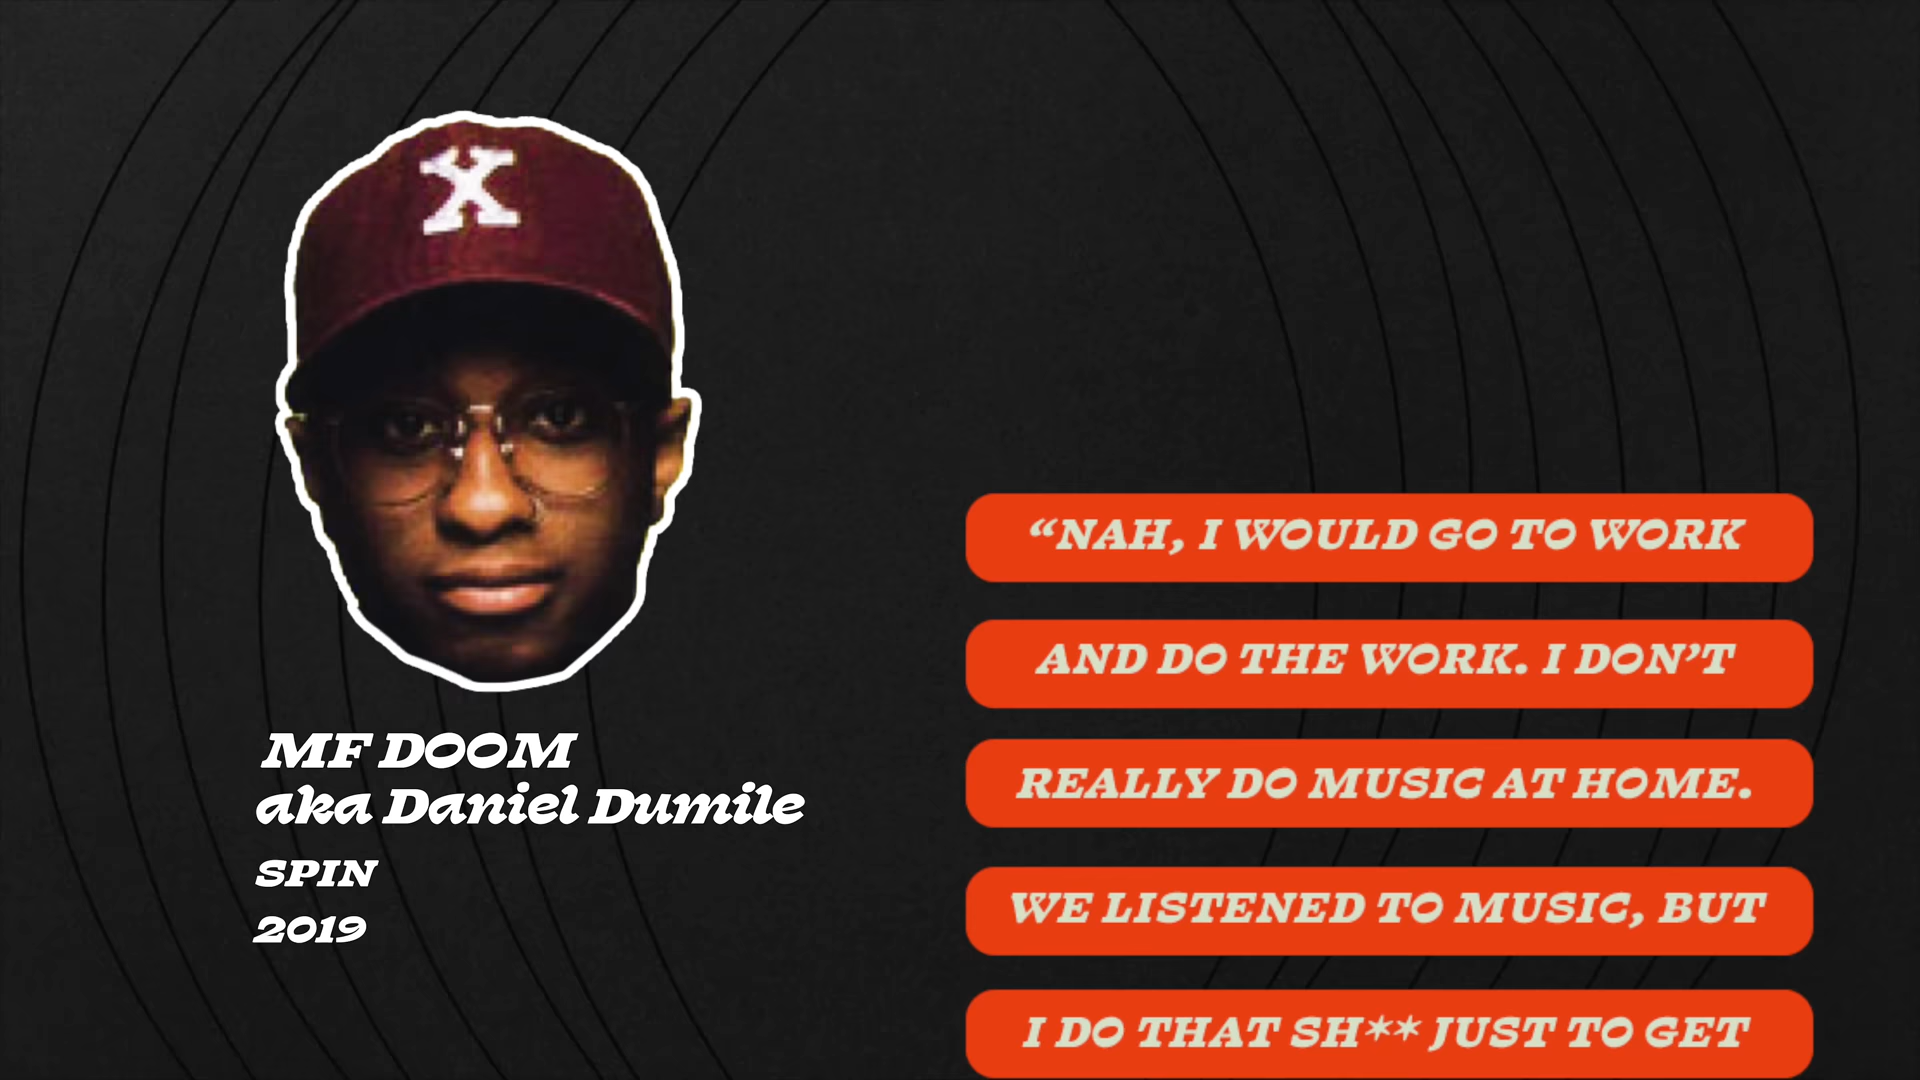 X
MF DOOM
aka Daniel Dumile
SPIN
2019
“NAH, I WOULD GO TO WORK
AND DO THE WORK. I DON’T
REALLY DO MUSIC AT HOME.
WE LISTENED TO MUSIC, BUT
I DO THAT SH** JUST TO GET